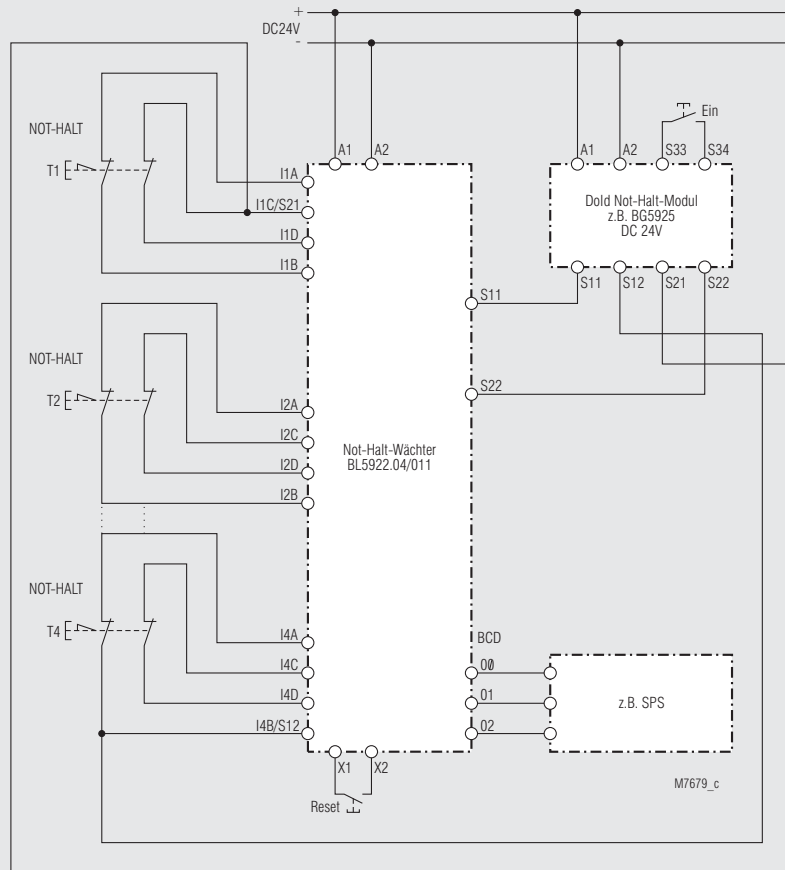 +
DC24V
-
NOT-HALT
T1
I1A
I1C/S21
I1D
I1B
A1 A2
A1 A2 S33 S34
Ein
Dold Not-Halt-Modul
z.B. BG5925
DC 24V
S11 S12 S21 S22
S11
S22
NOT-HALT
T2
I2A
I2C
I2D
I2B
Not-Halt-Wächter
BL5922.04/011
NOT-HALT
T4
I4A
I4C
I4D
I4B/S12
BCD
00
01
02
z.B. SPS
X1 X2
Reset
M7679_c